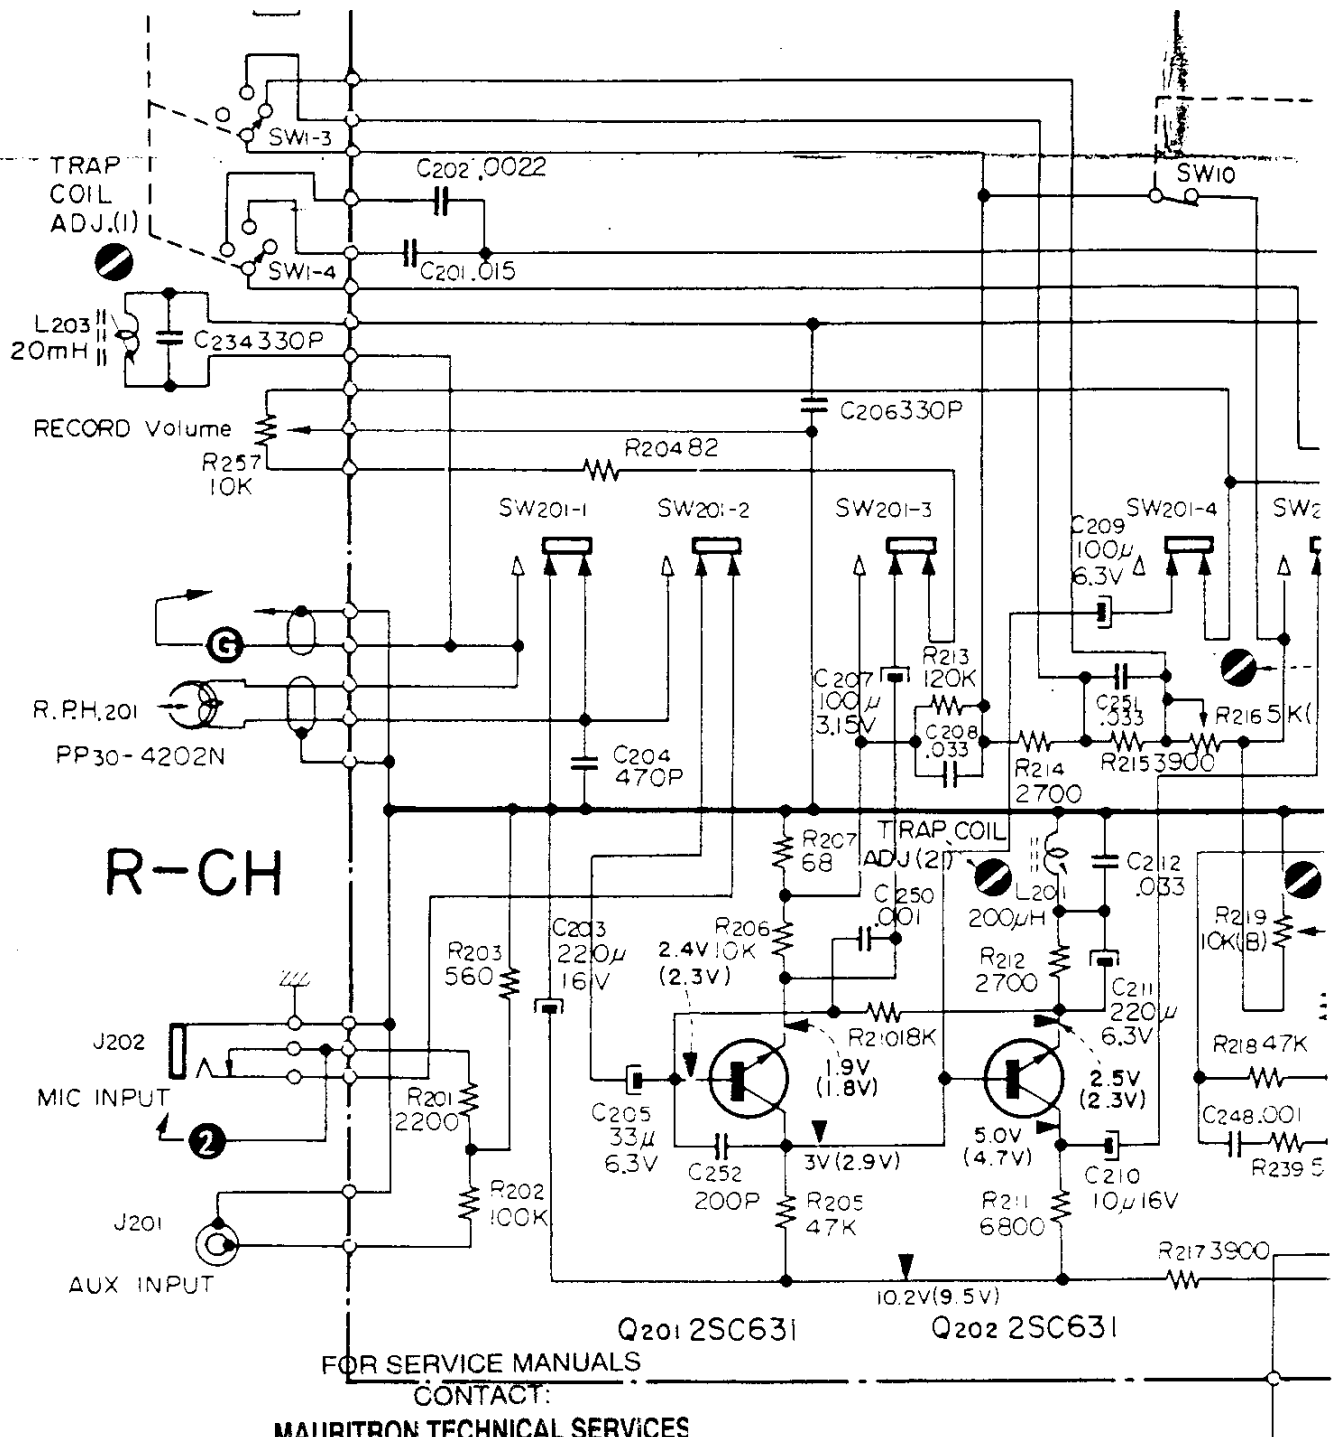 SW1-3
TRAP
COIL
ADJ.(1)
C202 .0022
SW10
SW1-4
C201 .015
L203
20mH
C234 330P
C206 330P
RECORD Volume
R257
10K
R204 82
SW201-1
SW201-2
SW201-3
C209
100μ
6.3V
SW201-4
SW2
G
R.P.H.201
PP30-4202N
C204
470P
C207
100μ
3.15V
R213
120K
C208
.033
R214
2700
C251
.033
R215 3900
R216 5K(
R-CH
R207
68
TRAP COIL
ADJ(2)
L201
200μH
C212
.033
C250
.001
R203
560
C203
220μ
16V
R206
10K
2.4V
(2.3V)
R212
2700
C211
220μ
6.3V
R219
10K(B)
J202
MIC INPUT
2
R201
2200
R210 18K
1.9V
(1.8V)
2.5V
(2.3V)
R218 47K
C205
33μ
6.3V
C252
200P
3V(2.9V)
5.0V
(4.7V)
C248 .001
R239 5
C210
10μ16V
J201
AUX INPUT
R202
100K
R205
47K
R211
6800
R217 3900
10.2V(9.5V)
Q201 2SC631
Q202 2SC631
FOR SERVICE MANUALS
CONTACT:
MAURITRON TECHNICAL SERVICES